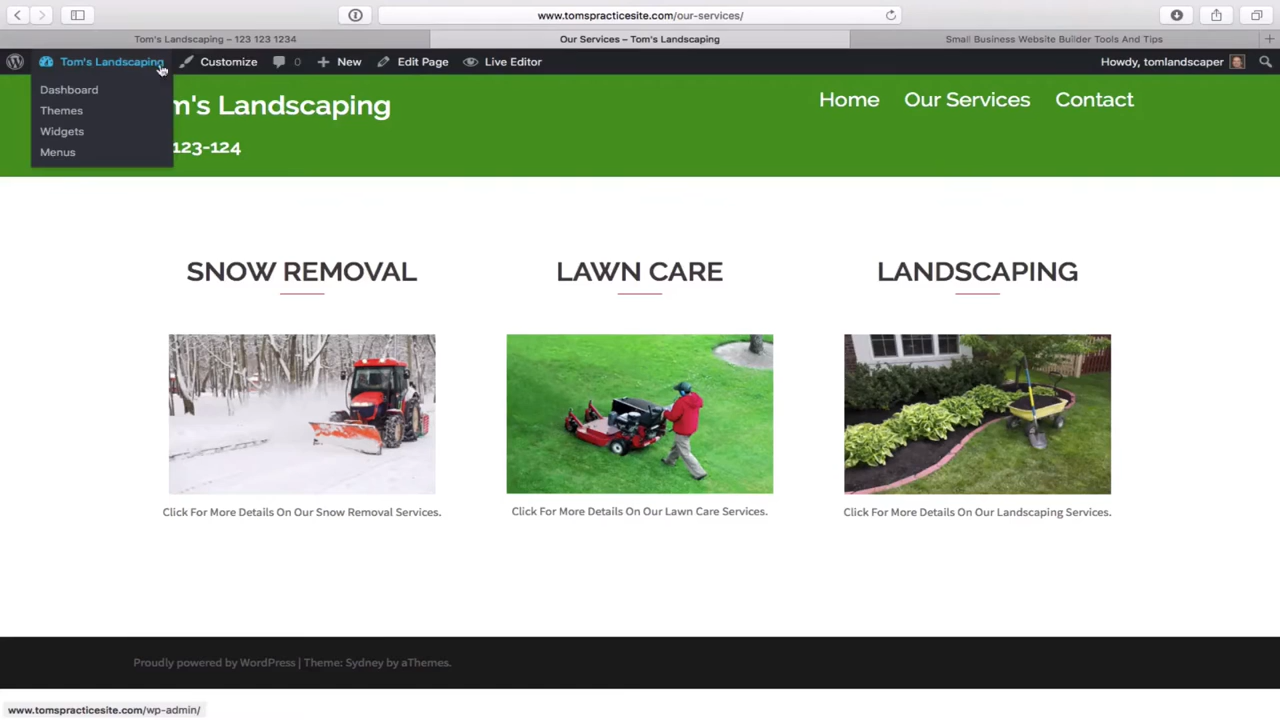 www.tomspracticesite.com/our-services/
Tom's Landscaping – 123 123 1234
Our Services – Tom's Landscaping
Small Business Website Builder Tools And Tips
Tom's Landscaping
Customize
0
New
Edit Page
Live Editor
Howdy, tomlandscaper
Dashboard
Themes
Widgets
Menus
m's Landscaping
123-124
Home
Our Services
Contact
SNOW REMOVAL
LAWN CARE
LANDSCAPING
Click For More Details On Our Snow Removal Services.
Click For More Details On Our Lawn Care Services.
Click For More Details On Our Landscaping Services.
Proudly powered by WordPress | Theme: Sydney by aThemes.
www.tomspracticesite.com/wp-admin/